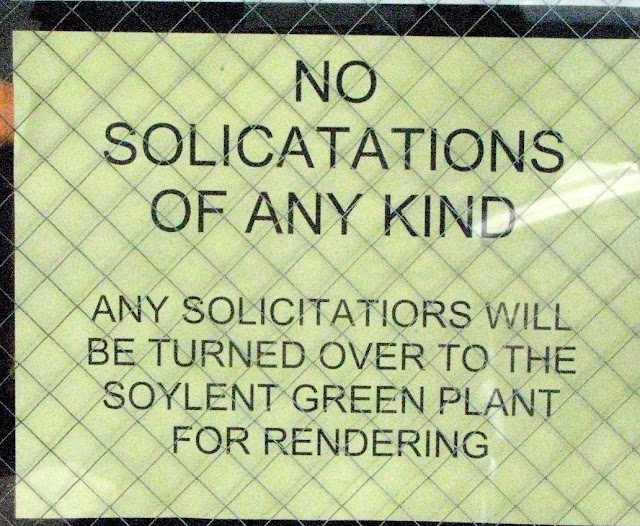 NO
SOLICATATIONS
OF ANY KIND
ANY SOLICITATIORS WILL
BE TURNED OVER TO THE
SOYLENT GREEN PLANT
FOR RENDERING